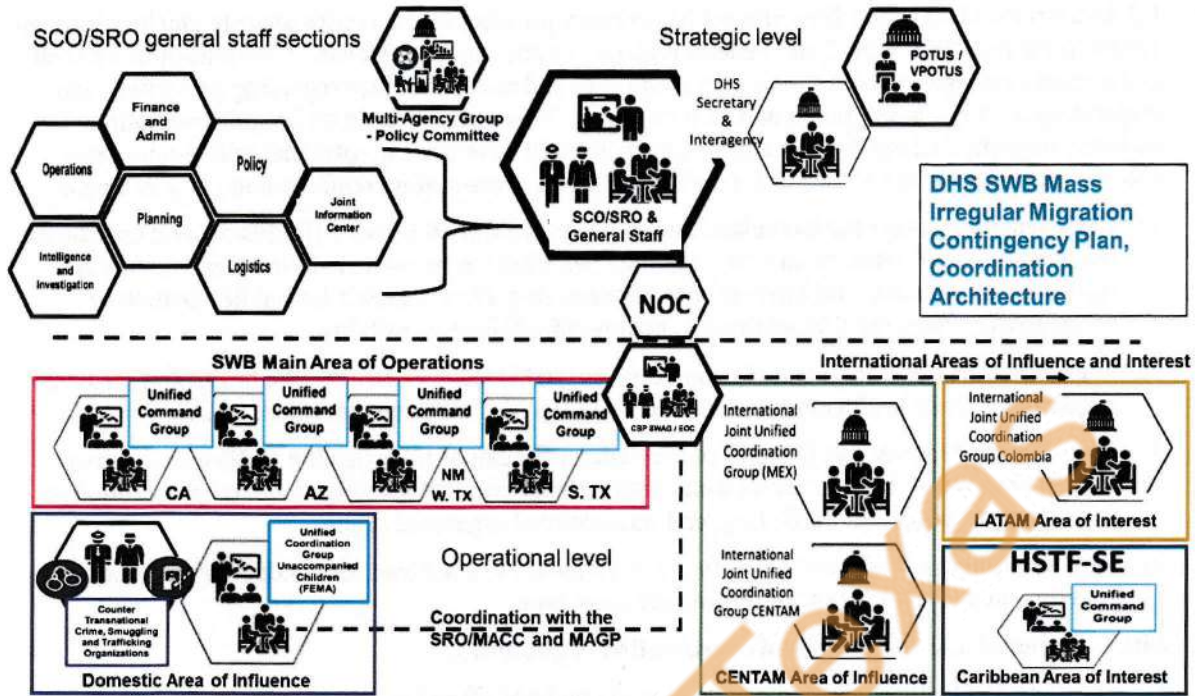 SCO/SRO general staff sections
Finance
and
Admin
Operations
Policy
Planning
Joint
Information
Center
Intelligence
and
Investigation
Logistics
Multi-Agency Group
- Policy Committee
Strategic level
SCO/SRO &
General Staff
DHS
Secretary
&
Interagency
POTUS /
VPOTUS
DHS SWB Mass
Irregular Migration
Contingency Plan,
Coordination
Architecture
NOC
CBP SWAG / EOC
SWB Main Area of Operations
Unified
Command
Group
CA
Unified
Command
Group
AZ
Unified
Command
Group
NM
W. TX
Unified
Command
Group
S. TX
International Areas of Influence and Interest
International
Joint Unified
Coordination
Group (MEX)
International
Joint Unified
Coordination
Group CENTAM
CENTAM Area of Influence
International
Joint Unified
Coordination
Group Colombia
LATAM Area of Interest
HSTF-SE
Unified
Command
Group
Caribbean Area of Interest
Counter
Transnational
Crime, Smuggling
and Trafficking
Organizations
Unified
Coordination
Group
Unaccompanied
Children
(FEMA)
Domestic Area of Influence
Operational level
Coordination with the
SRO/MACC and MAGP
Texas